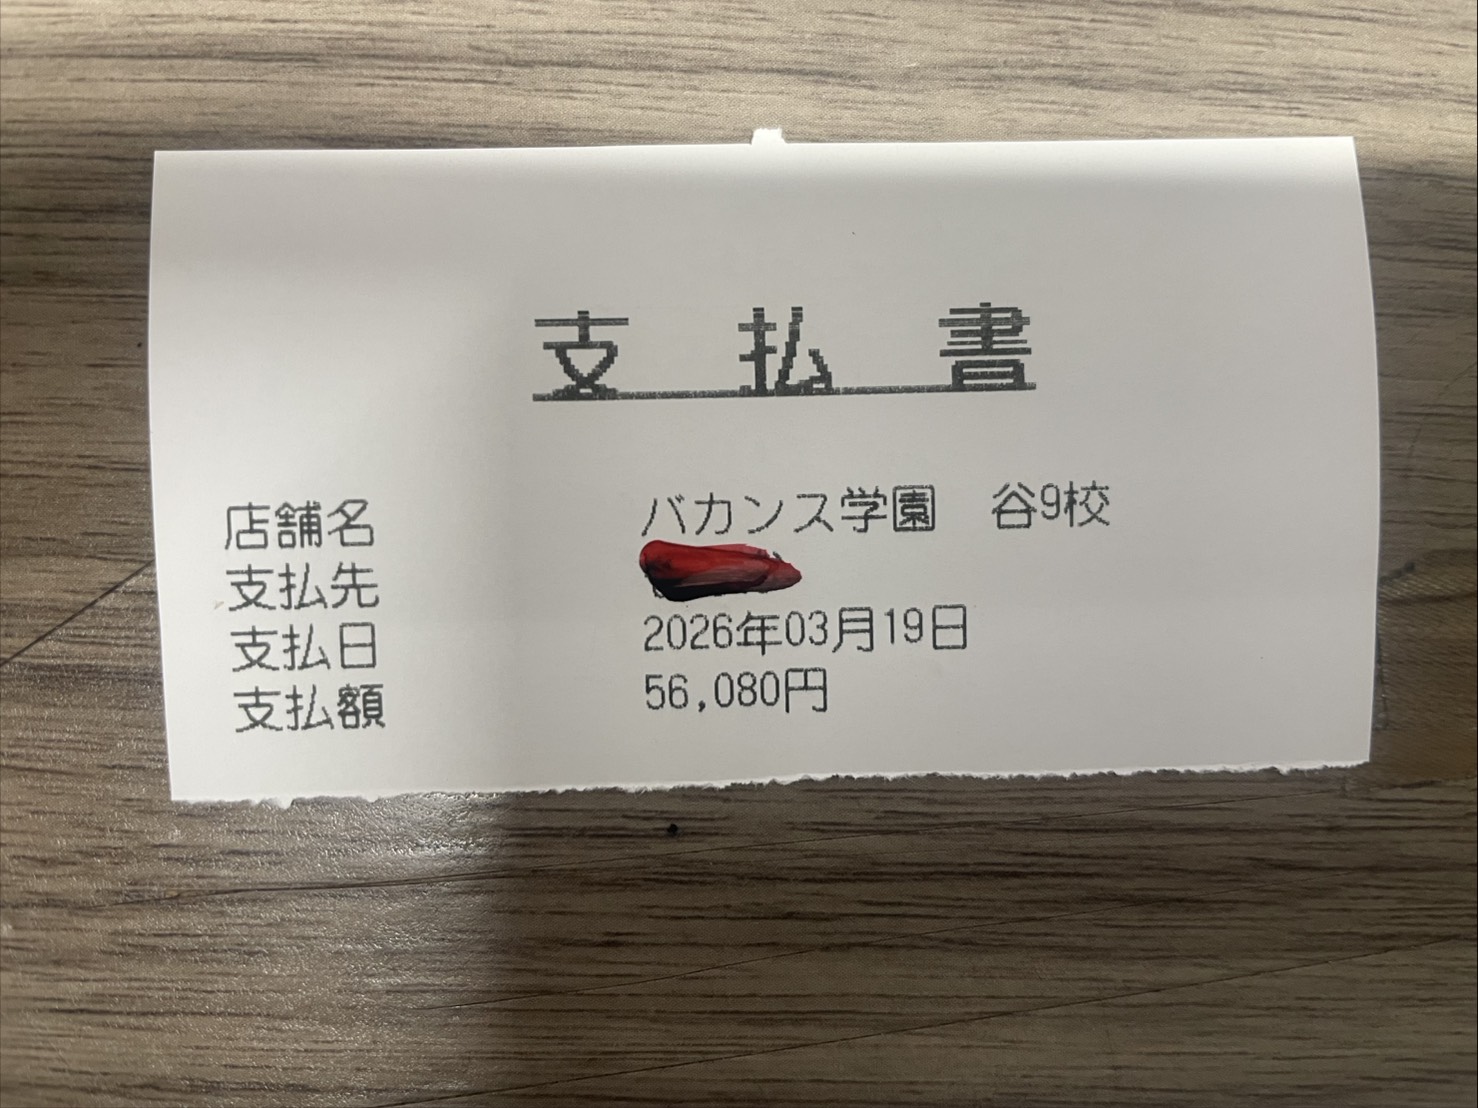 支払書
店舗名 バカンス学園 谷9校
支払先
支払日 2026年03月19日
支払額 56,080円